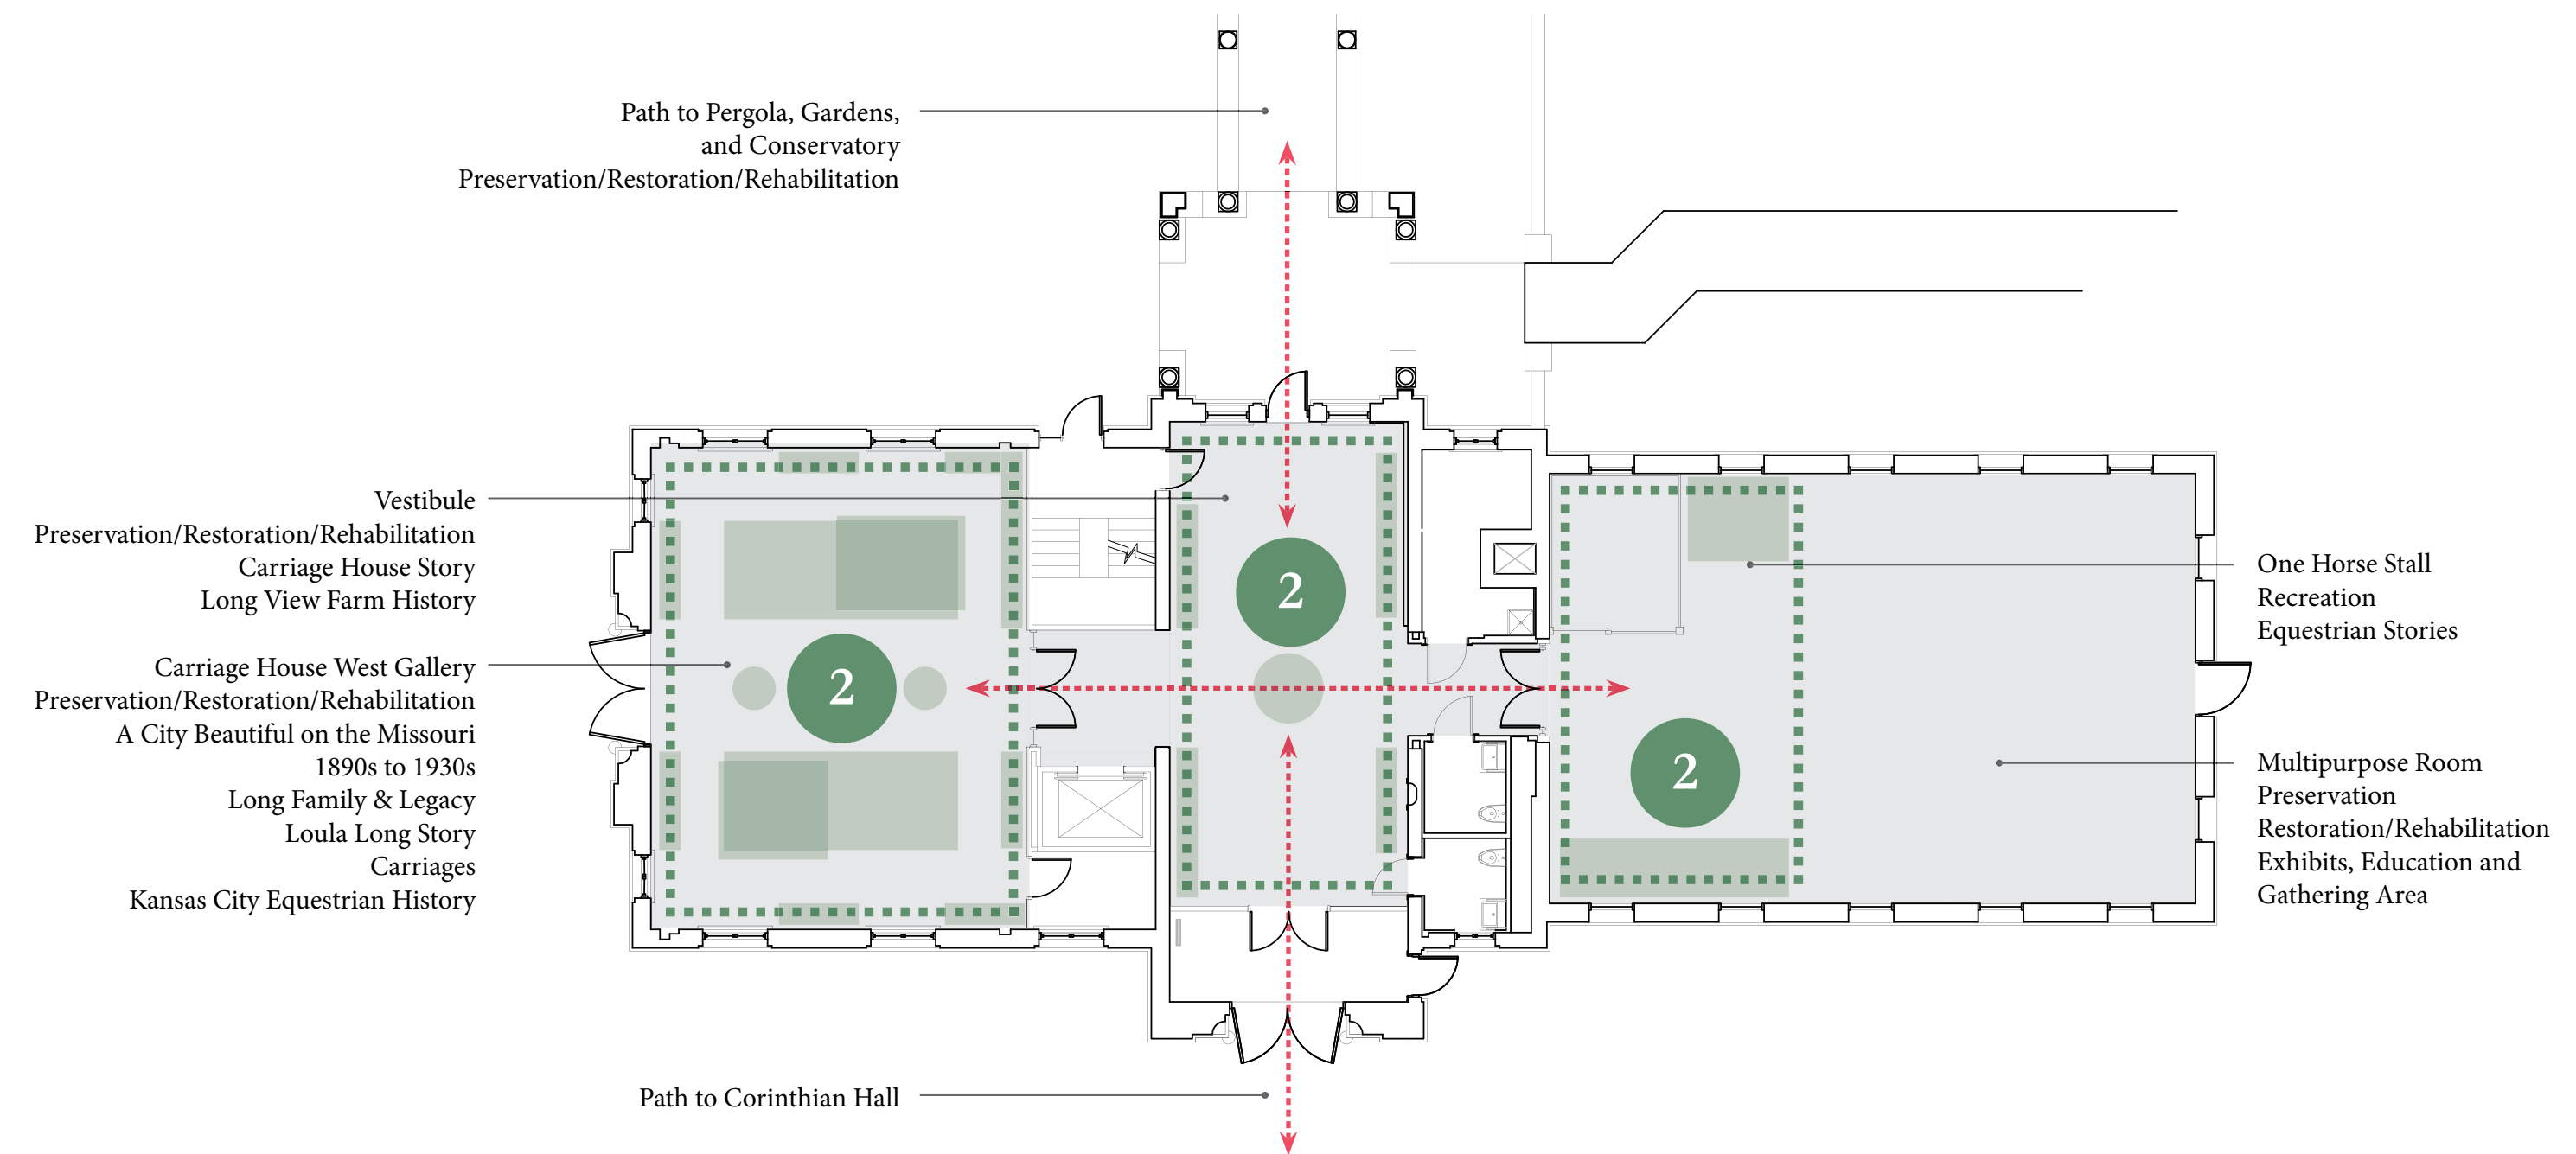 Path to Pergola, Gardens,
and Conservatory
Preservation/Restoration/Rehabilitation
Vestibule
Preservation/Restoration/Rehabilitation
Carriage House Story
Long View Farm History
Carriage House West Gallery
Preservation/Restoration/Rehabilitation
A City Beautiful on the Missouri
1890s to 1930s
Long Family & Legacy
Loula Long Story
Carriages
Kansas City Equestrian History
2
2
2
One Horse Stall
Recreation
Equestrian Stories
Multipurpose Room
Preservation
Restoration/Rehabilitation
Exhibits, Education and
Gathering Area
Path to Corinthian Hall